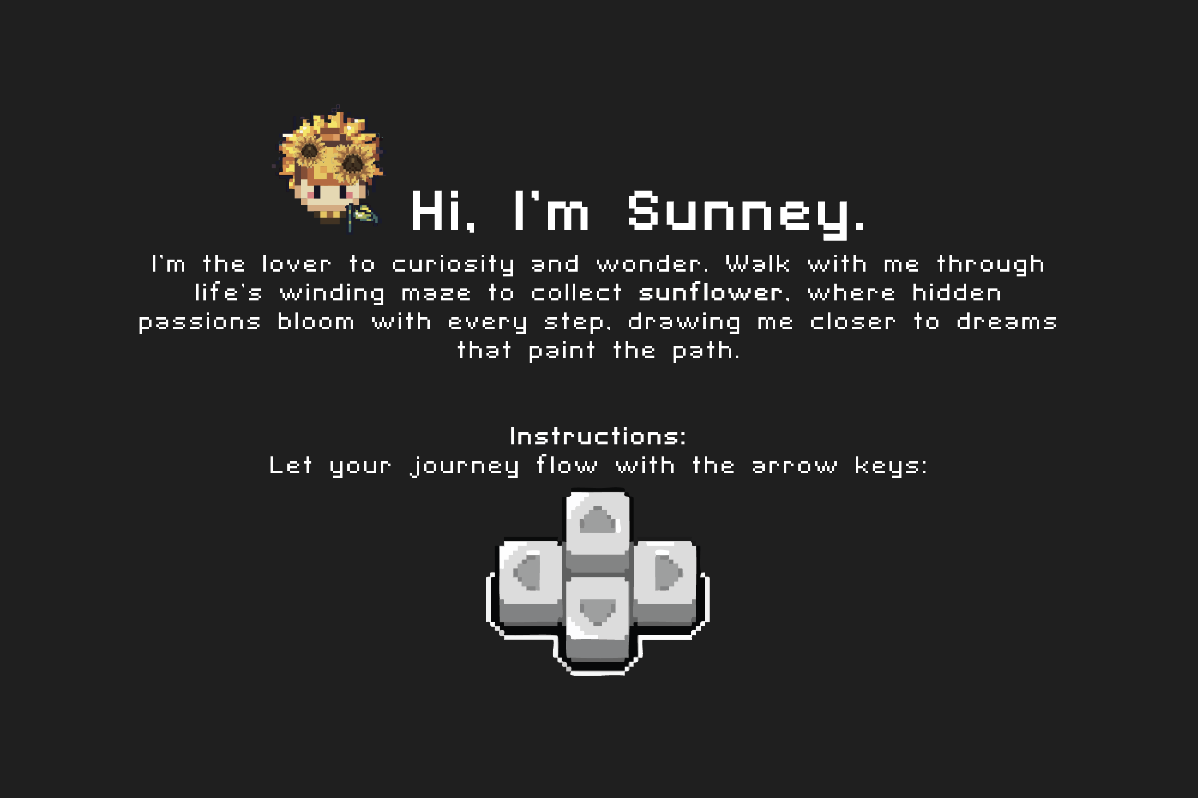 Hi, I'm Sunney.
I'm the lover to curiosity and wonder. Walk with me through
life's winding maze to collect sunflower, where hidden
passions bloom with every step, drawing me closer to dreams
that paint the path.
Instructions:
Let your journey flow with the arrow keys: